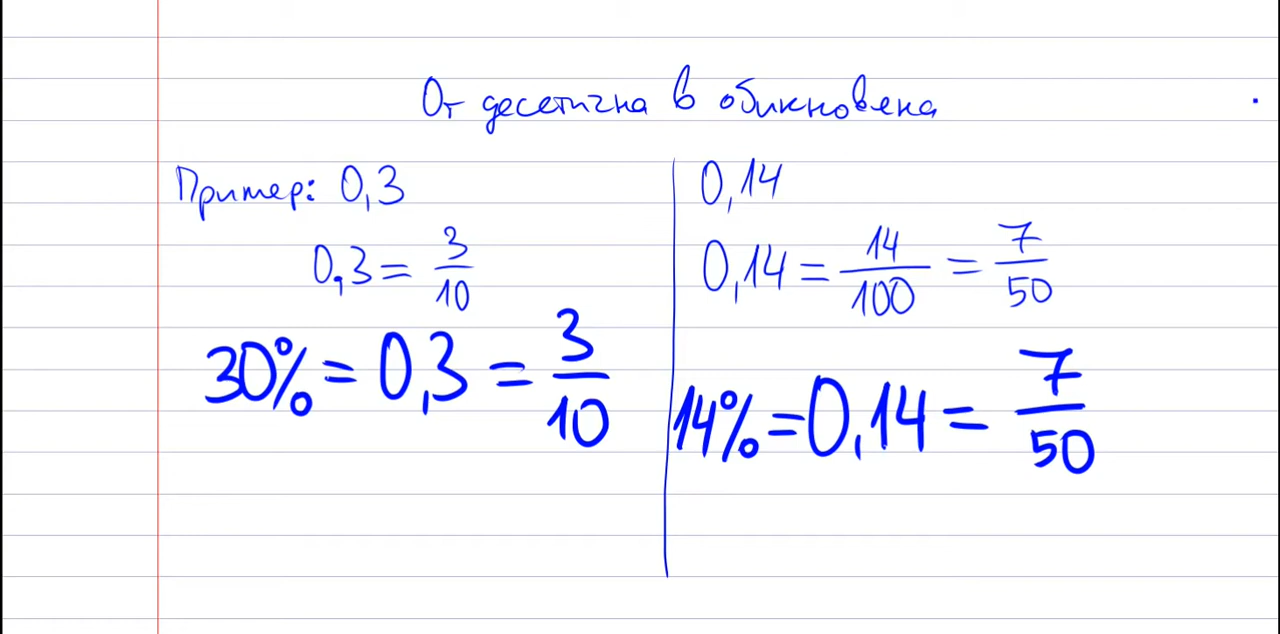 От десетична в обикновена
Пример: 0,3
0,3 = 3/10
30% = 0,3 = 3/10
0,14
0,14 = 14/100 = 7/50
14% = 0,14 = 7/50